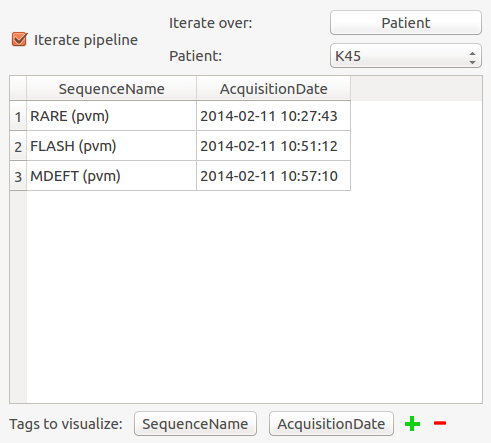 Iterate pipeline
Iterate over: Patient
Patient: K45
SequenceName AcquisitionDate
1 RARE (pvm) 2014-02-11 10:27:43
2 FLASH (pvm) 2014-02-11 10:51:12
3 MDEFT (pvm) 2014-02-11 10:57:10
Tags to visualize: SequenceName AcquisitionDate